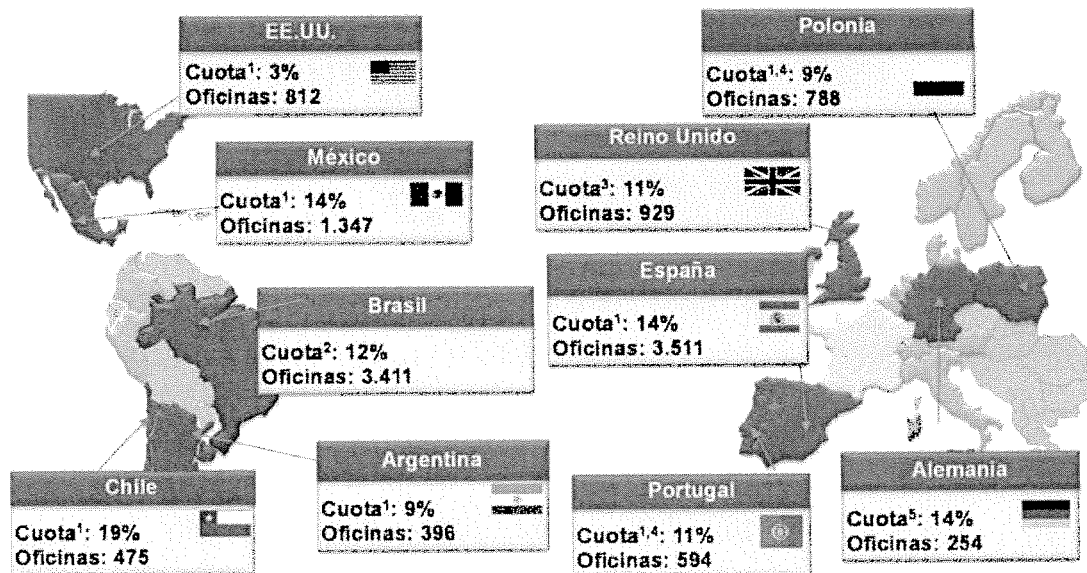 EE.UU.
Cuota¹: 3%
Oficinas: 812
México
Cuota¹: 14%
Oficinas: 1.347
Brasil
Cuota²: 12%
Oficinas: 3.411
Chile
Cuota¹: 19%
Oficinas: 475
Argentina
Cuota¹: 9%
Oficinas: 396
Polonia
Cuota¹,⁴: 9%
Oficinas: 788
Reino Unido
Cuota³: 11%
Oficinas: 929
España
Cuota¹: 14%
Oficinas: 3.511
Portugal
Cuota¹,⁴: 11%
Oficinas: 594
Alemania
Cuota⁵: 14%
Oficinas: 254